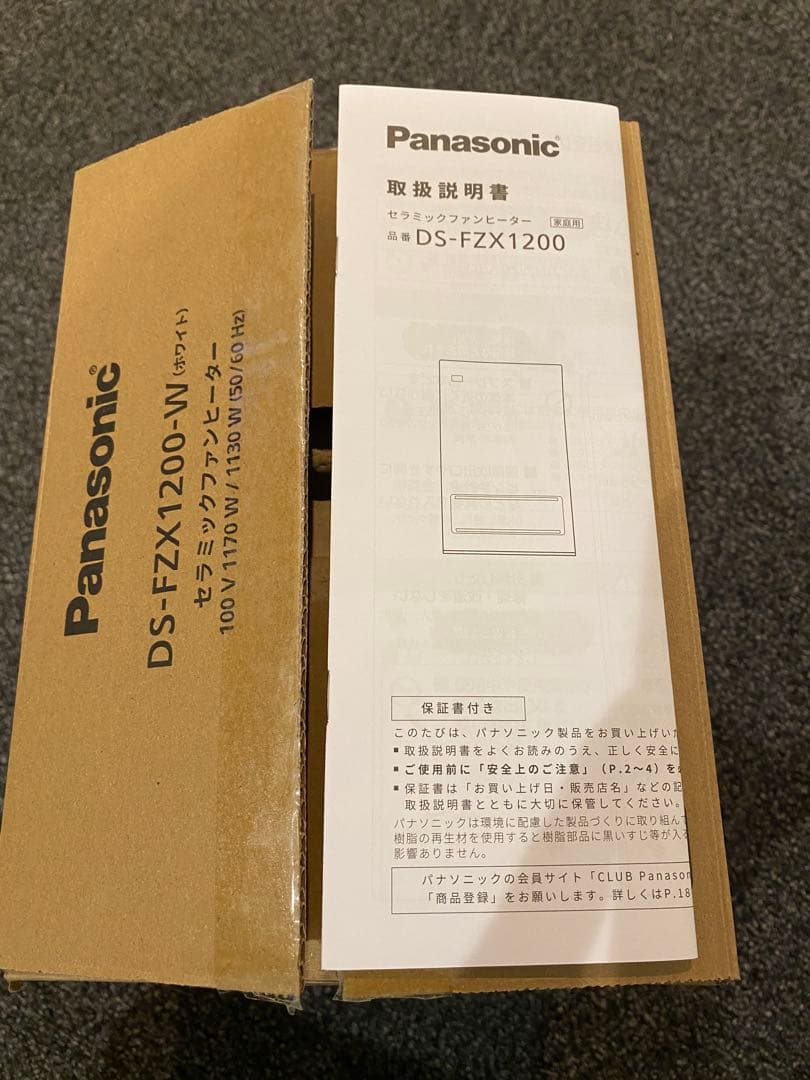 Panasonic®
DS-FZX1200-W (ホワイト)
セラミックファンヒーター
100 V 1170 W / 1130 W (50/60 Hz)
Panasonic®
取扱説明書
セラミックファンヒーター 家庭用
品番 DS-FZX1200
保証書付き
このたびは、パナソニック製品をお買い上げいた
■取扱説明書をよくお読みのうえ、正しく安全に
■ご使用前に「安全上のご注意」（P.2～4）を必
■保証書は「お買い上げ日・販売店名」などの記
取扱説明書とともに大切に保管してください。
パナソニックは環境に配慮した製品づくりに取り組んで
樹脂の再生材を使用すると樹脂部品に黒いすじ等が入る
影響ありません。
パナソニックの会員サイト「CLUB Panason
「商品登録」をお願いします。詳しくはP.18